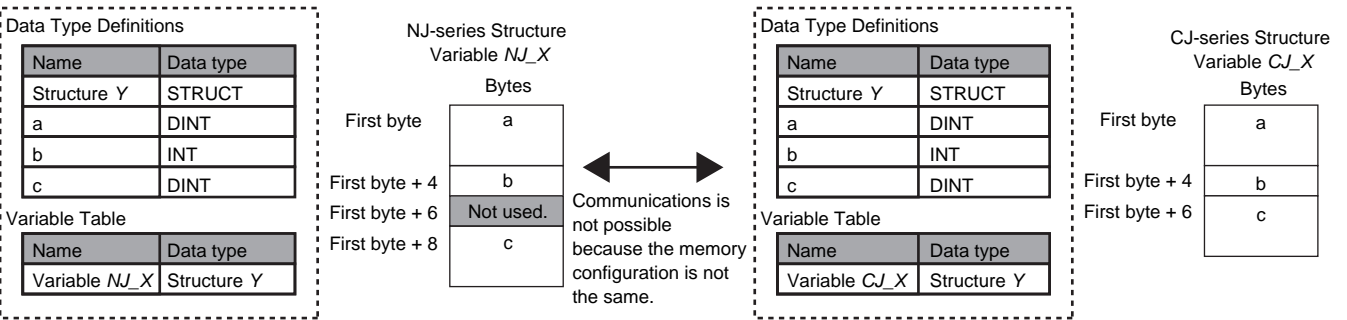 Data Type Definitions
Name Data type
Structure Y STRUCT
a DINT
b INT
c DINT
Variable Table
Name Data type
Variable NJ_X Structure Y
NJ-series Structure
Variable NJ_X
Bytes
First byte a
First byte + 4 b
First byte + 6 Not used.
First byte + 8 c
Communications is
not possible
because the memory
configuration is not
the same.
Data Type Definitions
Name Data type
Structure Y STRUCT
a DINT
b INT
c DINT
Variable Table
Name Data type
Variable CJ_X Structure Y
CJ-series Structure
Variable CJ_X
Bytes
First byte a
First byte + 4 b
First byte + 6 c